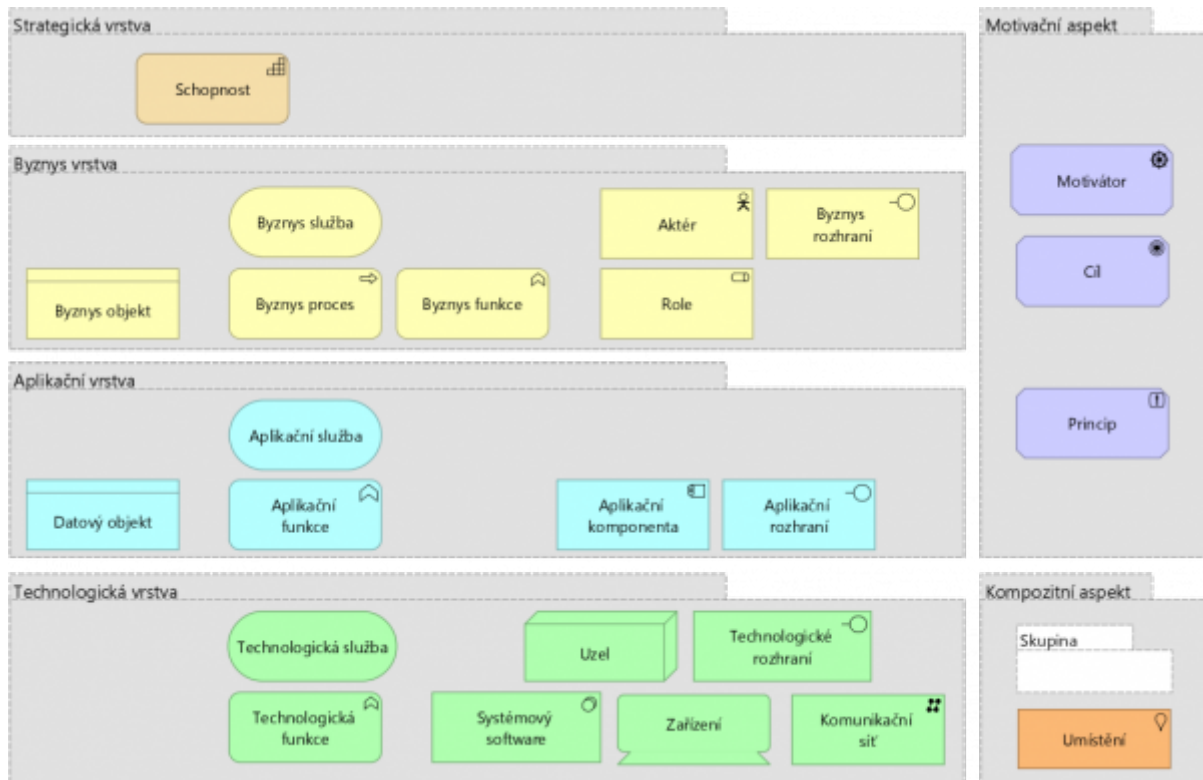 Strategická vrstva
Schopnost
Byznys vrstva
Byznys služba
Aktér
Byznys
rozhraní
Byznys objekt
Byznys proces
Byznys funkce
Role
Aplikační vrstva
Aplikační služba
Datový objekt
Aplikační
funkce
Aplikační
komponenta
Aplikační
rozhraní
Technologická vrstva
Technologická služba
Uzel
Technologické
rozhraní
Technologická
funkce
Systémový
software
Zařízení
Komunikační
síť
Motivační aspekt
Motivátor
Cíl
Princip
Kompozitní aspekt
Skupina
Umístění